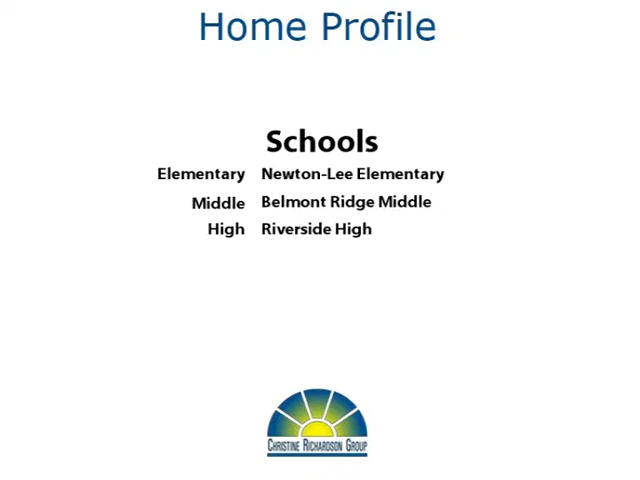 Home Profile
Schools
Elementary Newton-Lee Elementary
Middle Belmont Ridge Middle
High Riverside High
CHRISTINE RICHARDSON GROUP